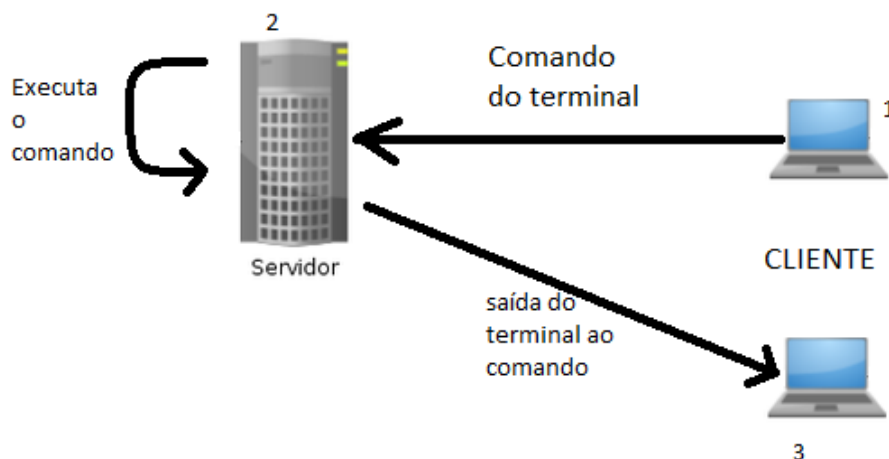 2
Comando
do terminal
Executa
o
comando
1
Servidor
CLIENTE
saída do
terminal ao
comando
3